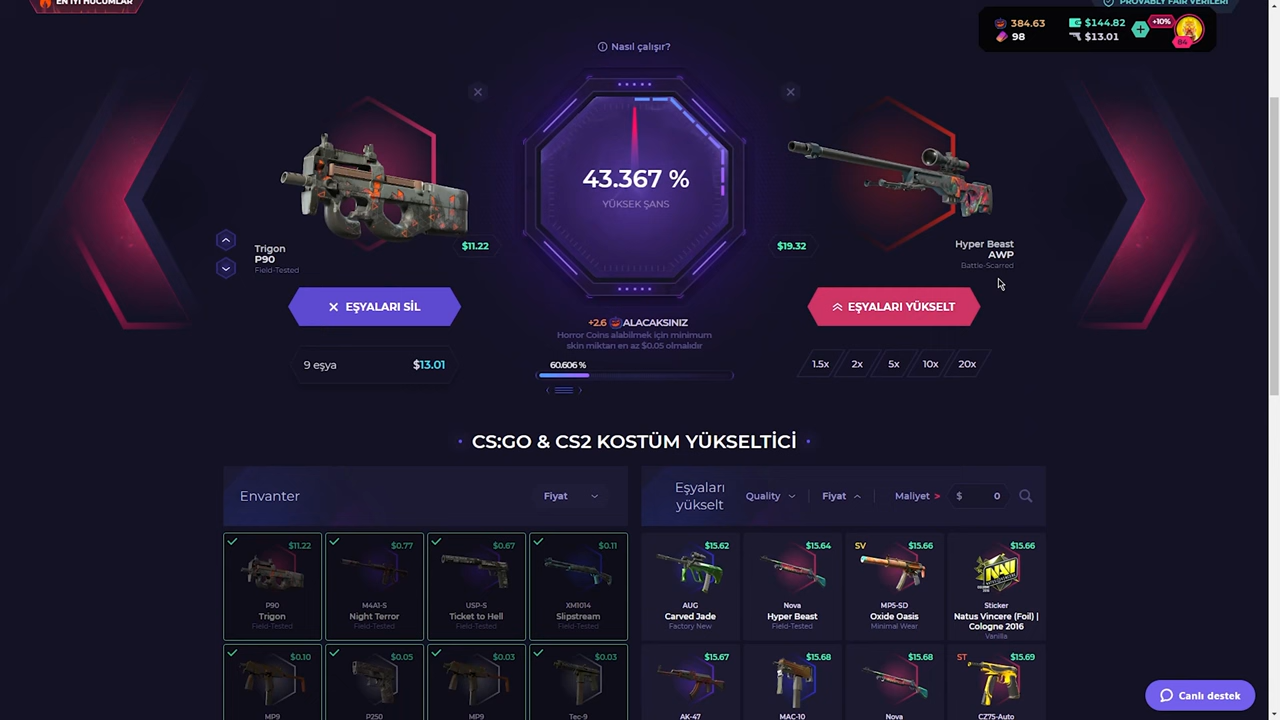 EN İYİ HÜCUMLAR
PROVABLY FAIR VERİLERİ
384.63
$144.82
+10%
98
$13.01
84
Nasıl çalışır?
43.367 %
YÜKSEK ŞANS
Trigon
P90
Field-Tested
$11.22
$19.32
Hyper Beast
AWP
Battle-Scarred
EŞYALARI SİL
EŞYALARI YÜKSELT
+2.6 ALACAKSINIZ
Horror Coins alabilmek için minimum
skin miktarı en az $0.05 olmalıdır
9 eşya
$13.01
60.606 %
1.5x
2x
5x
10x
20x
CS:GO & CS2 KOSTÜM YÜKSELTİCİ
Envanter
Fiyat
Eşyaları
yükselt
Quality
Fiyat
Maliyet >
$ 0
$11.22
P90
Trigon
Field-Tested
$0.77
M4A1-S
Night Terror
Field-Tested
$0.67
USP-S
Ticket to Hell
Field-Tested
$0.11
XM1014
Slipstream
Field-Tested
$15.62
AUG
Carved Jade
Factory New
$15.64
Nova
Hyper Beast
Field-Tested
SV
$15.66
MP5-SD
Oxide Oasis
Minimal Wear
$15.66
Sticker
Natus Vincere (Foil) |
Cologne 2016
Vanilla
$0.10
MP9
$0.05
P250
$0.03
MP9
$0.03
Tec-9
$15.67
AK-47
$15.68
MAC-10
$15.68
Nova
ST
$15.69
CZ75-Auto
Canlı destek